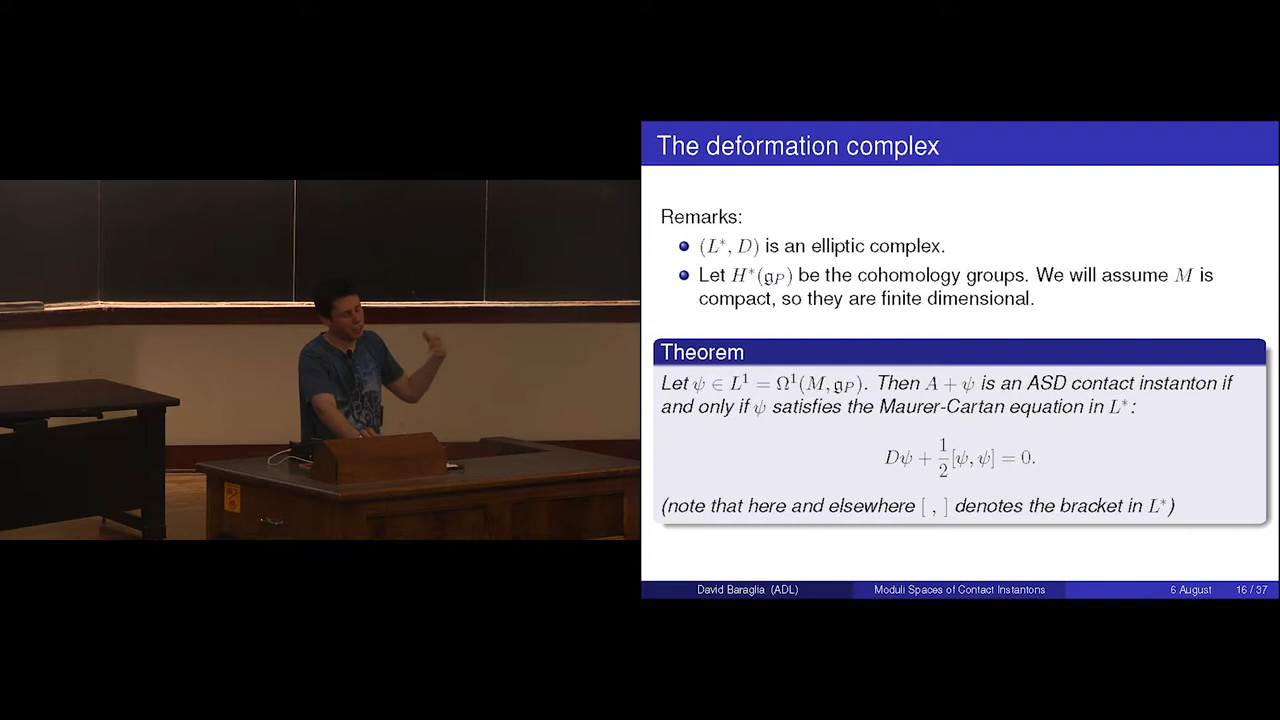 The deformation complex
Remarks:
(L*, D) is an elliptic complex.
Let H*(𝔤_P) be the cohomology groups. We will assume M is
compact, so they are finite dimensional.
Theorem
Let ψ ∈ L¹ = Ω¹(M, 𝔤_P). Then A + ψ is an ASD contact instanton if
and only if ψ satisfies the Maurer-Cartan equation in L*:
Dψ + 1/2[ψ, ψ] = 0.
(note that here and elsewhere [ , ] denotes the bracket in L*)
David Baraglia (ADL) Moduli Spaces of Contact Instantons 6 August 16 / 37